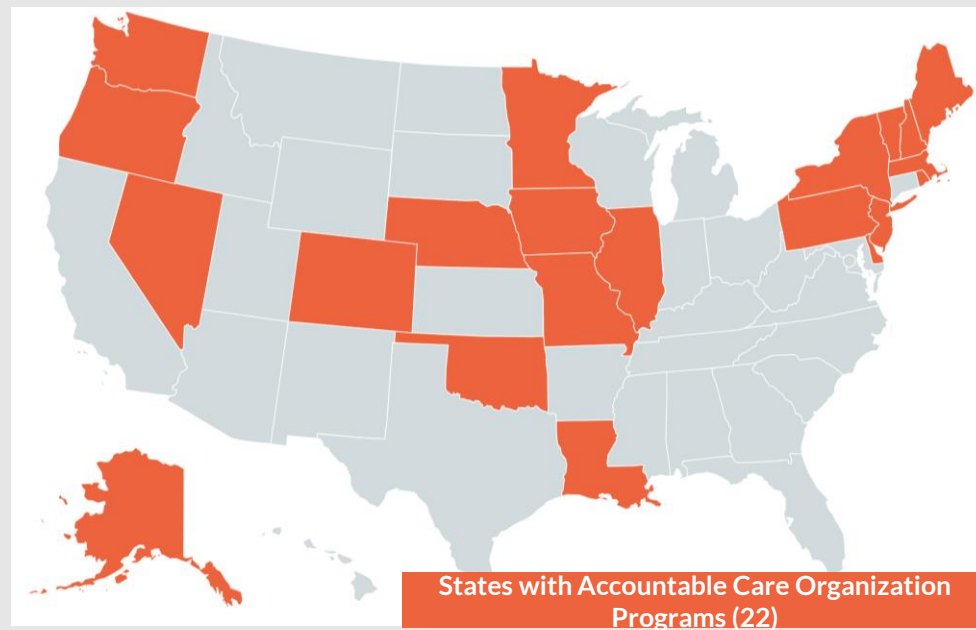 States with Accountable Care Organization
Programs (22)